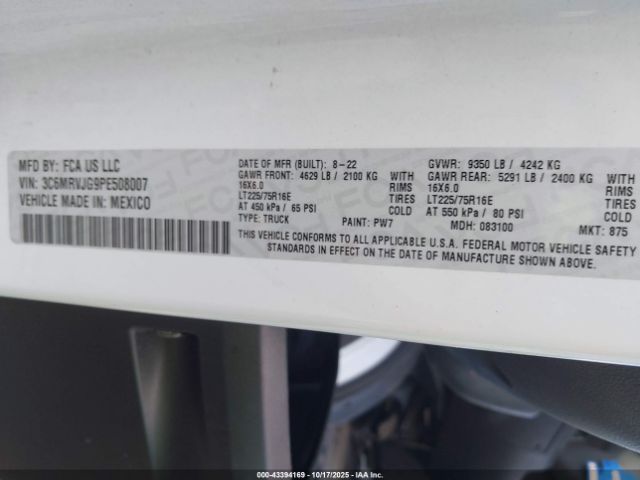 MFD BY: FCA US LLC
VIN: 3C6MRVJG9PE508007
VEHICLE MADE IN: MEXICO
DATE OF MFR (BUILT): 8-22 GVWR: 9350 LB / 4242 KG
GAWR FRONT: 4629 LB / 2100 KG WITH GAWR REAR: 5291 LB / 2400 KG WITH
16X6.0 RIMS 16X6.0 RIMS
LT225/75R16E TIRES LT225/75R16E TIRES
AT 450 kPa / 65 PSI COLD AT 550 kPa / 80 PSI COLD
TYPE: TRUCK PAINT: PW7 MDH: 083100 MKT: 875
THIS VEHICLE CONFORMS TO ALL APPLICABLE U.S.A. FEDERAL MOTOR VEHICLE SAFETY
STANDARDS IN EFFECT ON THE DATE OF MANUFACTURE SHOWN ABOVE.
000-43394169 | 10/17/2025 | COPART, INC.